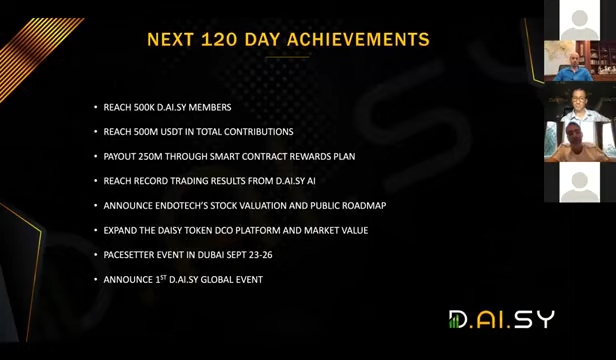 NEXT 120 DAY ACHIEVEMENTS
• REACH 500K D.AI.SY MEMBERS
• REACH 500M USDT IN TOTAL CONTRIBUTIONS
• PAYOUT 250M THROUGH SMART CONTRACT REWARDS PLAN
• REACH RECORD TRADING RESULTS FROM D.AI.SY AI
• ANNOUNCE ENDOTECH'S STOCK VALUATION AND PUBLIC ROADMAP
• EXPAND THE DAISY TOKEN DCO PLATFORM AND MARKET VALUE
• PACESETTER EVENT IN DUBAI SEPT 23-26
• ANNOUNCE 1ST D.AI.SY GLOBAL EVENT
D.AI.SY